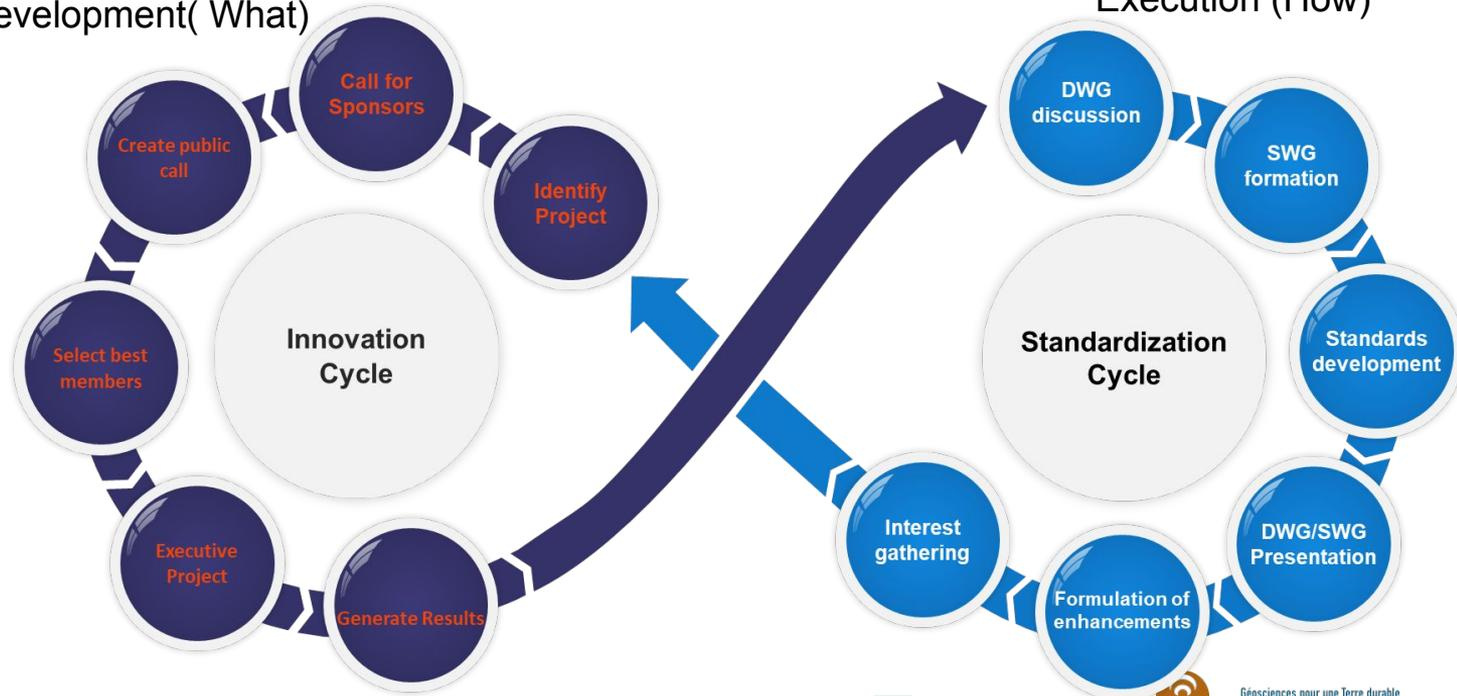 evelopment( What)
Execution (How)
Call for
Sponsors
Create public
call
Identify
Project
Select best
members
Innovation
Cycle
Executive
Project
Generate Results
DWG
discussion
SWG
formation
Standards
development
Standardization
Cycle
DWG/SWG
Presentation
Formulation of
enhancements
Interest
gathering
Géosciences pour une Terre durable